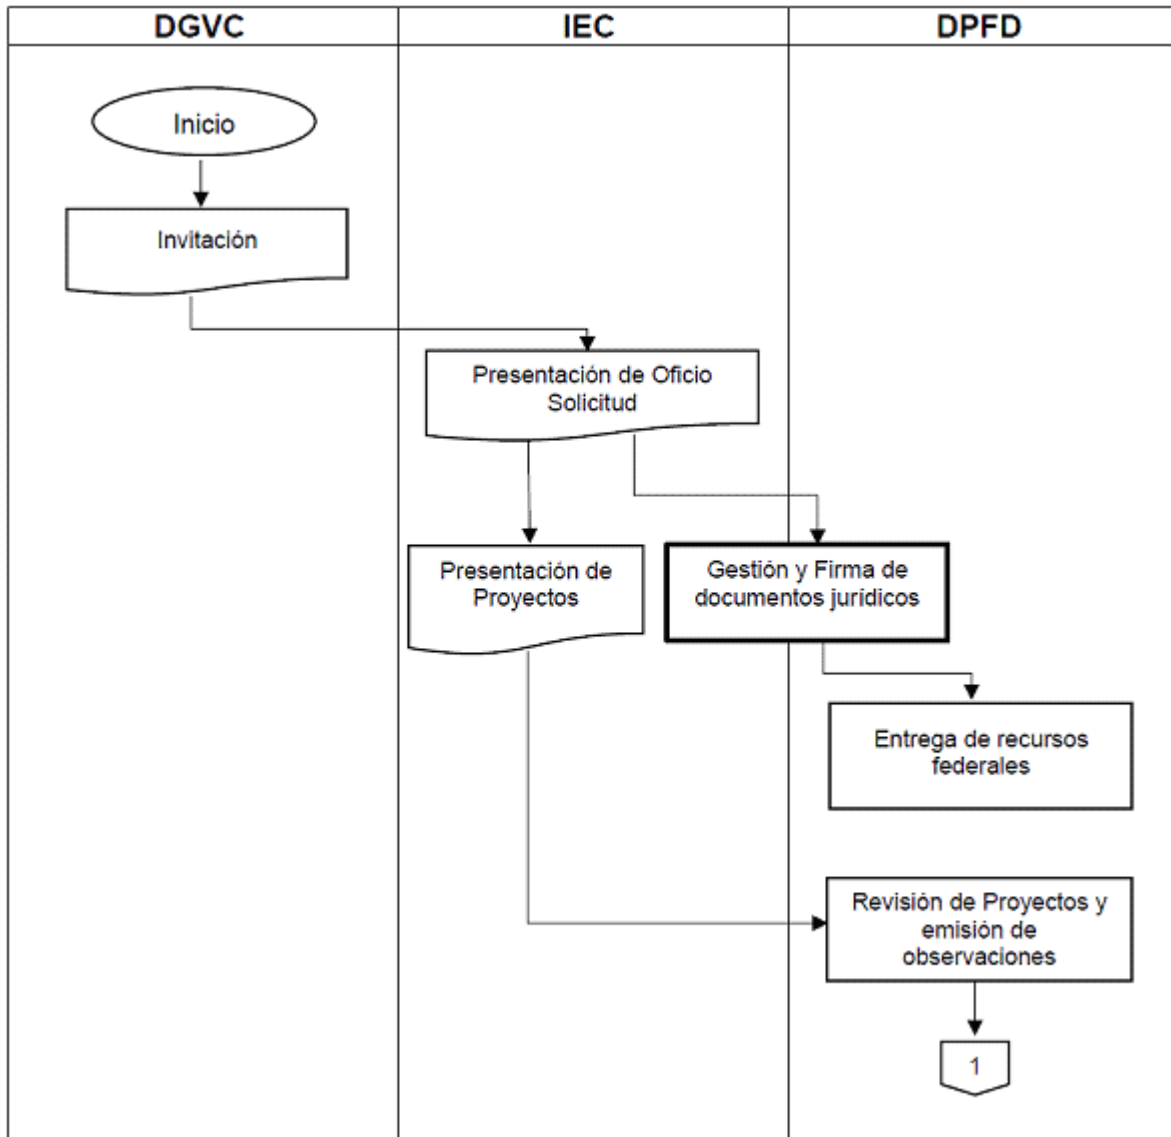 DGVC
IEC
DPFD
Inicio
Invitación
Presentación de Oficio
Solicitud
Presentación de
Proyectos
Gestión y Firma de
documentos jurídicos
Entrega de recursos
federales
Revisión de Proyectos y
emisión de
observaciones
1